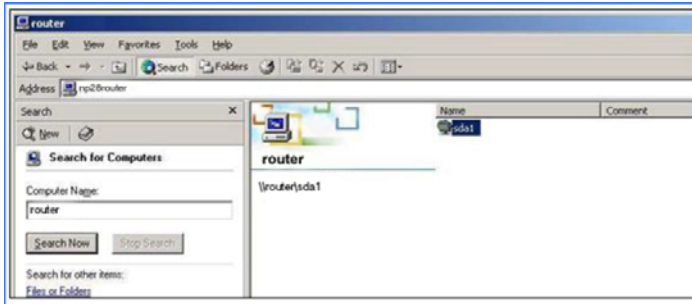 router
File Edit View Favorites Tools Help
Back Search Folders
Address np28router
Search
New
Search for Computers
Computer Name:
router
Search Now Stop Search
Search for other items:
Files or Folders
router
\\router\sda1
Name Comment
sda1